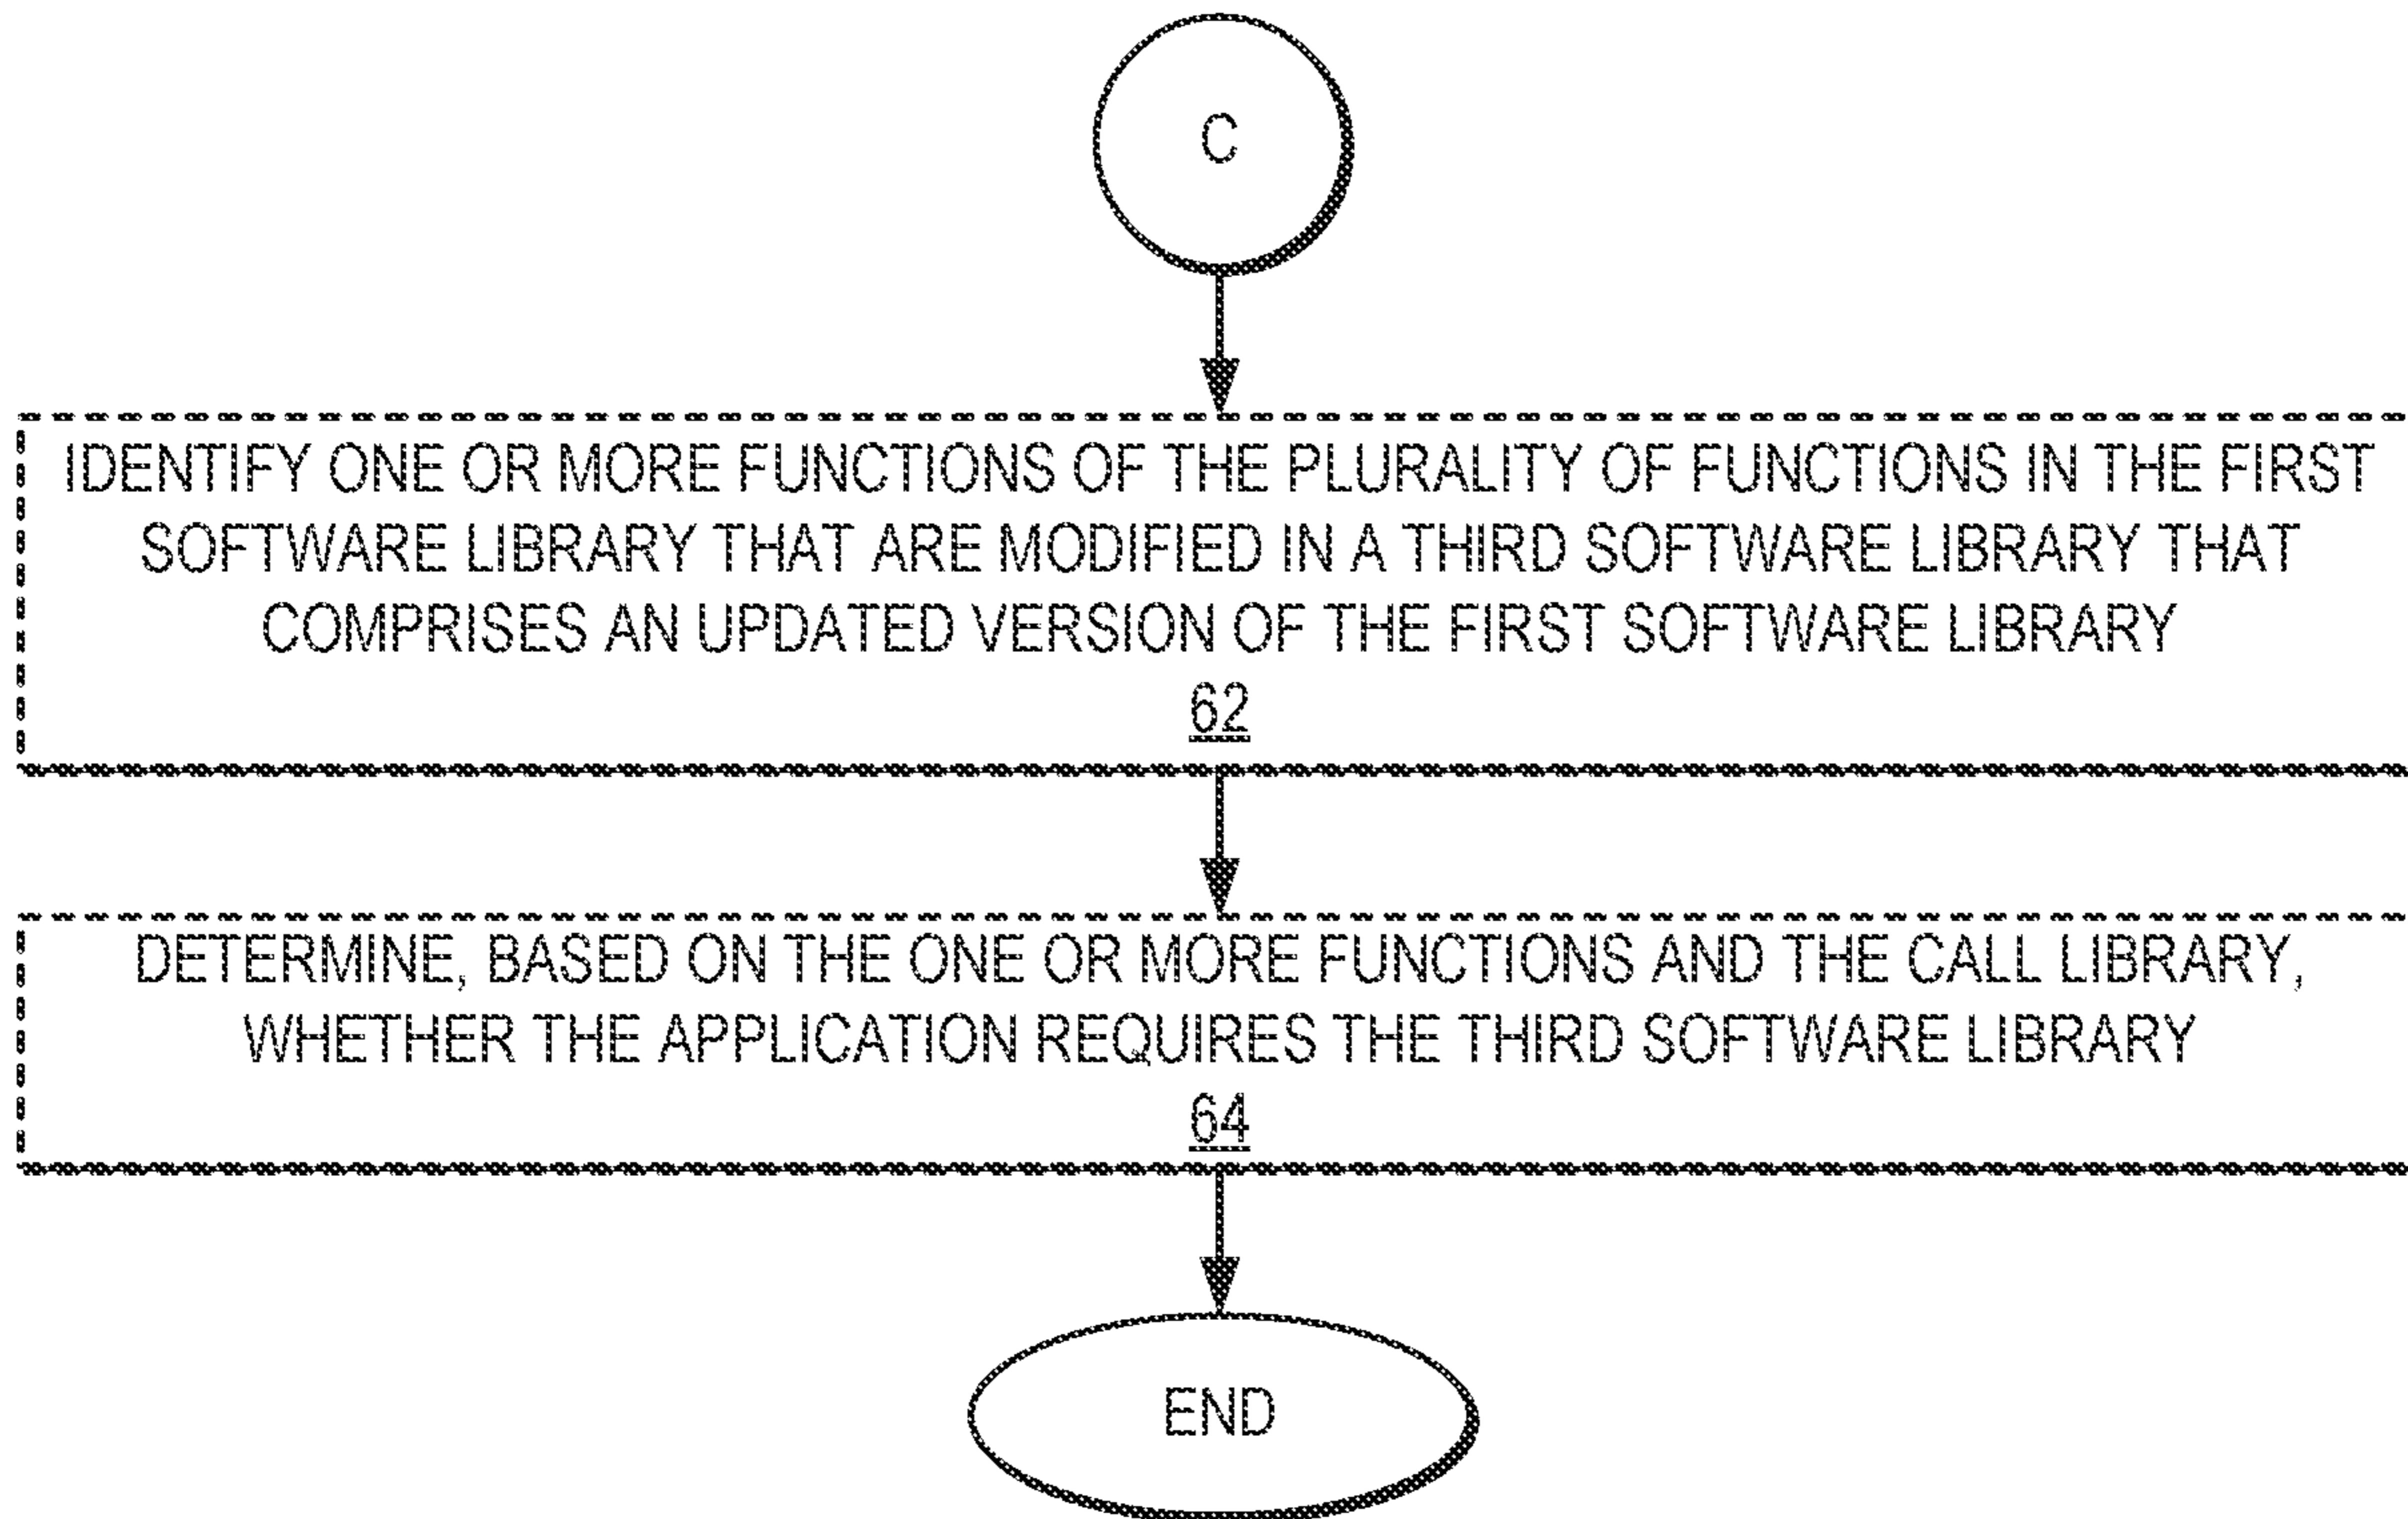 C
IDENTIFY ONE OR MORE FUNCTIONS OF THE PLURALITY OF FUNCTIONS IN THE FIRST
SOFTWARE LIBRARY THAT ARE MODIFIED IN A THIRD SOFTWARE LIBRARY THAT
COMPRISES AN UPDATED VERSION OF THE FIRST SOFTWARE LIBRARY
62
DETERMINE, BASED ON THE ONE OR MORE FUNCTIONS AND THE CALL LIBRARY,
WHETHER THE APPLICATION REQUIRES THE THIRD SOFTWARE LIBRARY
64
END